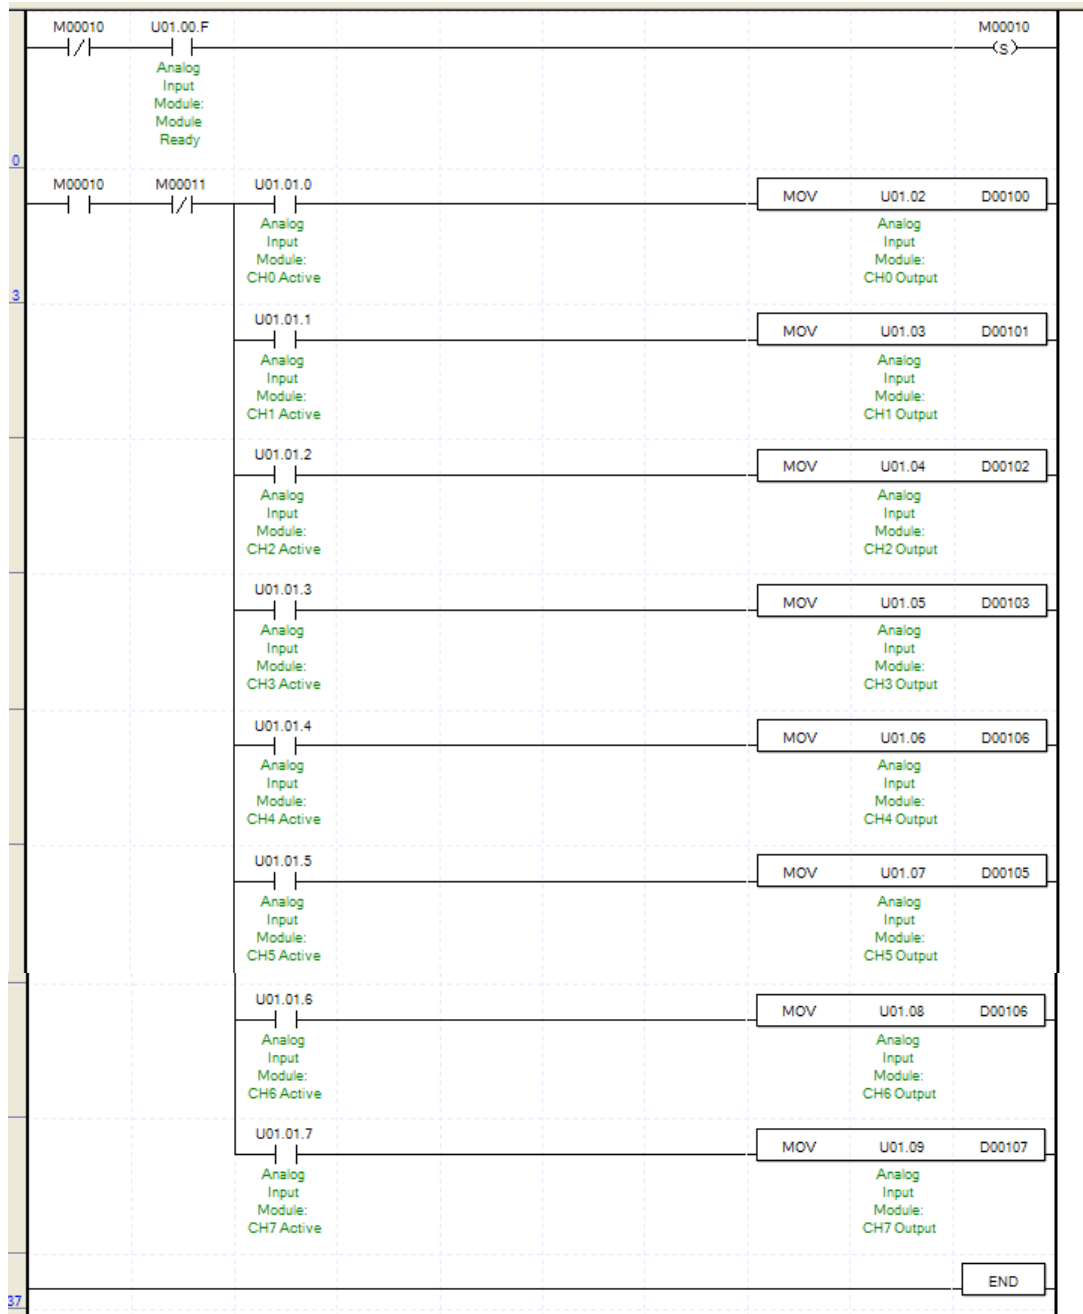 M00010 U01.00.F M00010
S
Analog
Input
Module:
Module
Ready
0
M00010 M00011 U01.01.0 MOV U01.02 D00100
Analog Analog
Input Input
Module: Module:
CH0 Active CH0 Output
3
U01.01.1 MOV U01.03 D00101
Analog Analog
Input Input
Module: Module:
CH1 Active CH1 Output
U01.01.2 MOV U01.04 D00102
Analog Analog
Input Input
Module: Module:
CH2 Active CH2 Output
U01.01.3 MOV U01.05 D00103
Analog Analog
Input Input
Module: Module:
CH3 Active CH3 Output
U01.01.4 MOV U01.06 D00106
Analog Analog
Input Input
Module: Module:
CH4 Active CH4 Output
U01.01.5 MOV U01.07 D00105
Analog Analog
Input Input
Module: Module:
CH5 Active CH5 Output
U01.01.6 MOV U01.08 D00106
Analog Analog
Input Input
Module: Module:
CH6 Active CH6 Output
U01.01.7 MOV U01.09 D00107
Analog Analog
Input Input
Module: Module:
CH7 Active CH7 Output
END
37